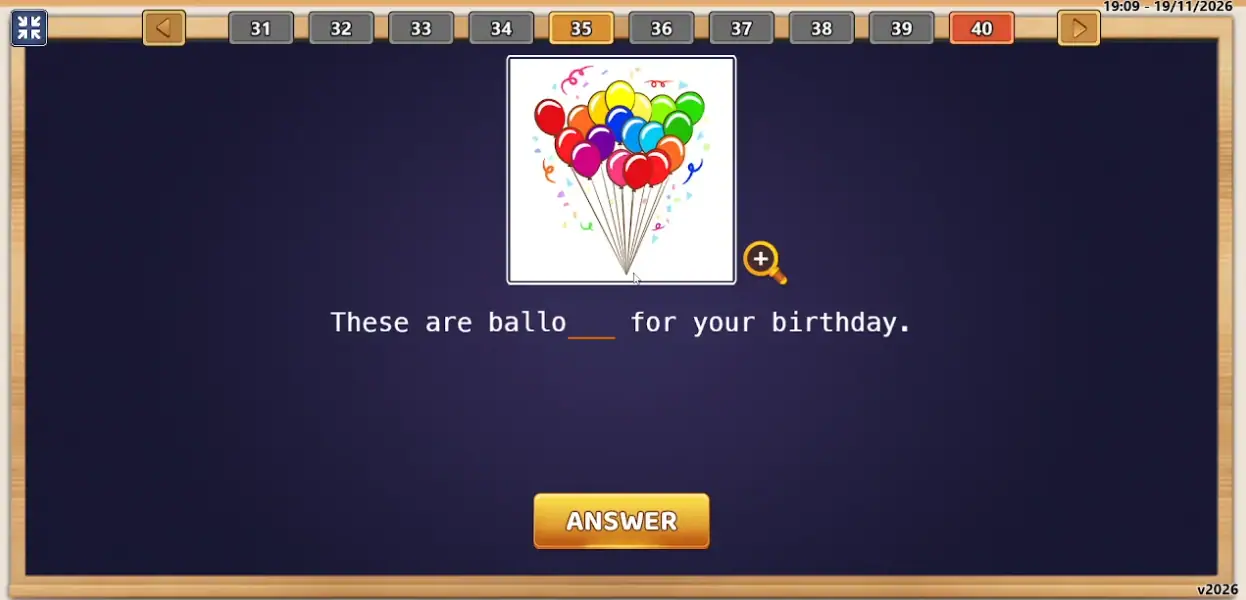 19:09 - 19/11/2026
31 32 33 34 35 36 37 38 39 40
These are ballo___ for your birthday.
ANSWER
v2026